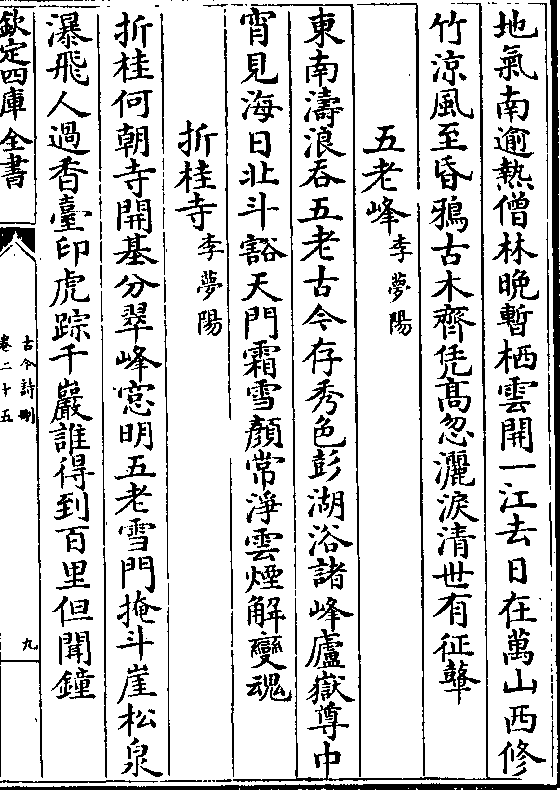 地氣南逾熱僧林晩暫栖雲開一江去日在萬山西修
竹涼風至昏鴉古木齊凭髙忽灑淚清世有征鼙
五老峰李夢陽
東南濤浪吞五老古今存秀色彭湖浴諸峰廬嶽尊中
宵見海日北斗豁天門霜雪顔常淨雲煙解變魂
折桂寺李夢陽
折桂何朝寺開基分翠峰窓明五老雪門掩斗崖松泉
瀑飛人過香臺印虎踪千巖誰得到百里但聞鐘
欽定四庫全書
古今詩刪
卷二十五
九